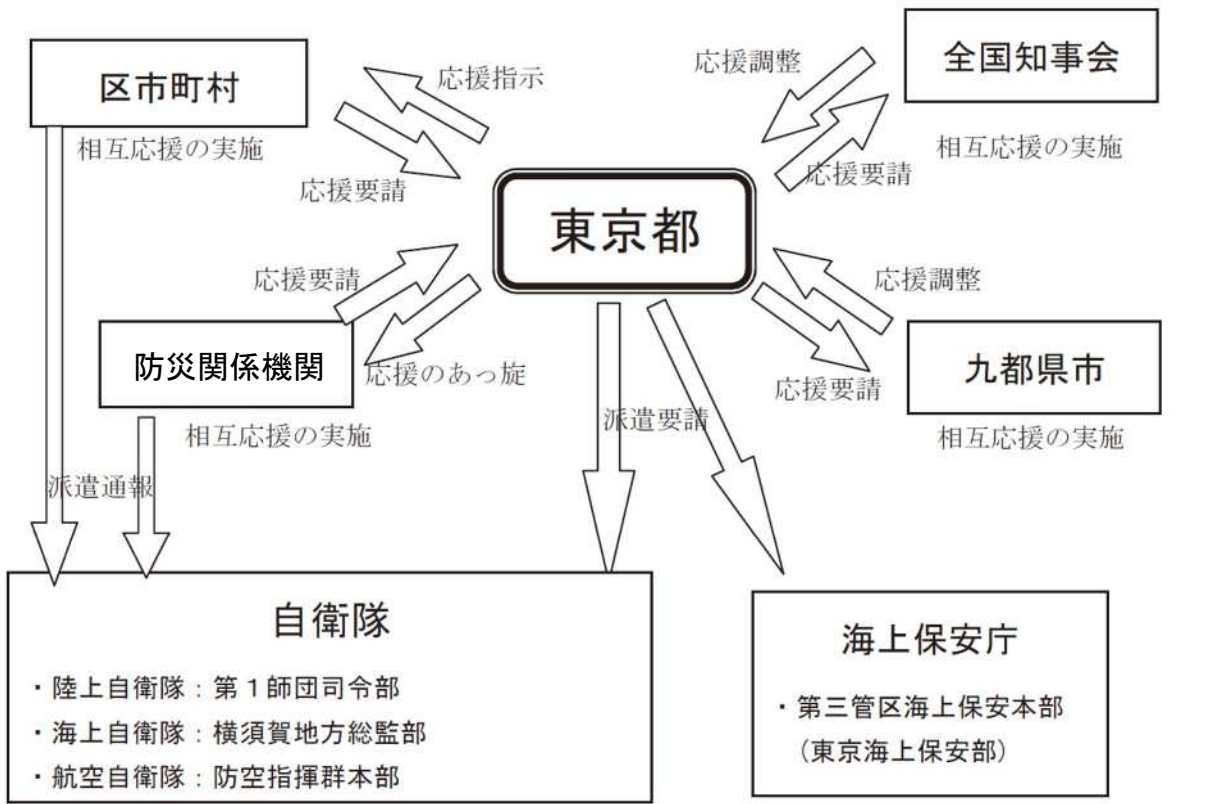 区市町村
応援指示
応援調整
全国知事会
相互応援の実施
応援要請
応援要請
相互応援の実施
東京都
応援要請
応援調整
防災関係機関
応援のあっ旋
九都県市
応援要請
相互応援の実施
派遣要請
相互応援の実施
派遣通報
自衛隊
・陸上自衛隊：第１師団司令部
・海上自衛隊：横須賀地方総監部
・航空自衛隊：防空指揮群本部
海上保安庁
・第三管区海上保安本部
（東京海上保安部）